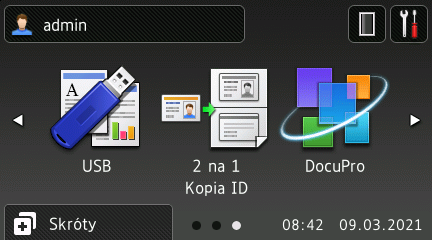 admin
A
USB
2 na 1
Kopia ID
DocuPro
Skróty
08:42 09.03.2021